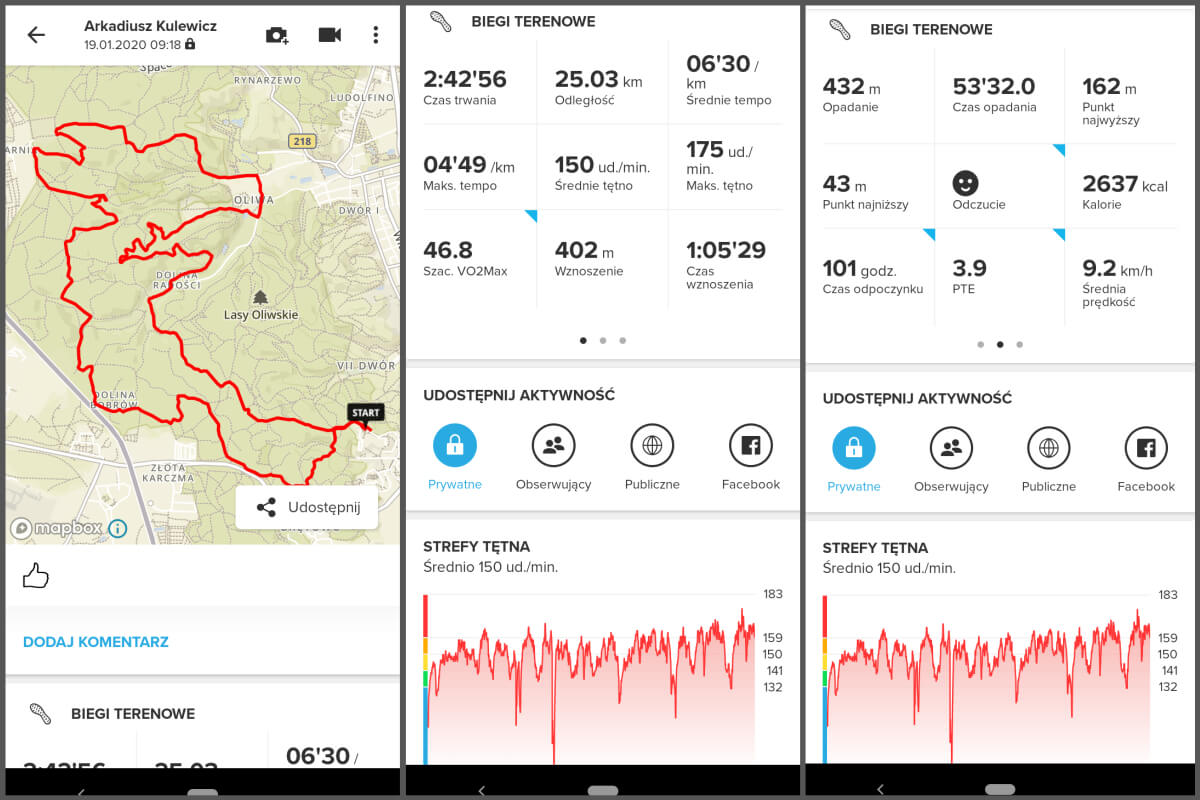 Arkadiusz Kulewicz
19.01.2020 09:18
RYNARZEWO
LUDOLFINO
218
OLIWA
DWÓR I
DOLINA
RADOŚCI
Lasy Oliwskie
VII DWÓR
DOLINA
BOBRÓW
START
ZŁOTA
KARCZMA
Udostępnij
mapbox
DODAJ KOMENTARZ
BIEGI TERENOWE
06'30 /
2:42'56
25.03
BIEGI TERENOWE
2:42'56
Czas trwania
25.03 km
Odległość
06'30 /
km
Średnie tempo
04'49 /km
Maks. tempo
150 ud./min.
Średnie tętno
175 ud./
min.
Maks. tętno
46.8
Szac. VO2Max
402 m
Wznoszenie
1:05'29
Czas
wznoszenia
UDOSTĘPNIJ AKTYWNOŚĆ
Prywatne
Obserwujący
Publiczne
Facebook
STREFY TĘTNA
Średnio 150 ud./min.
183
159
150
141
132
BIEGI TERENOWE
432 m
Opadanie
53'32.0
Czas opadania
162 m
Punkt
najwyższy
43 m
Punkt najniższy
Odczucie
2637 kcal
Kalorie
101 godz.
Czas odpoczynku
3.9
PTE
9.2 km/h
Średnia
prędkość
UDOSTĘPNIJ AKTYWNOŚĆ
Prywatne
Obserwujący
Publiczne
Facebook
STREFY TĘTNA
Średnio 150 ud./min.
183
159
150
141
132